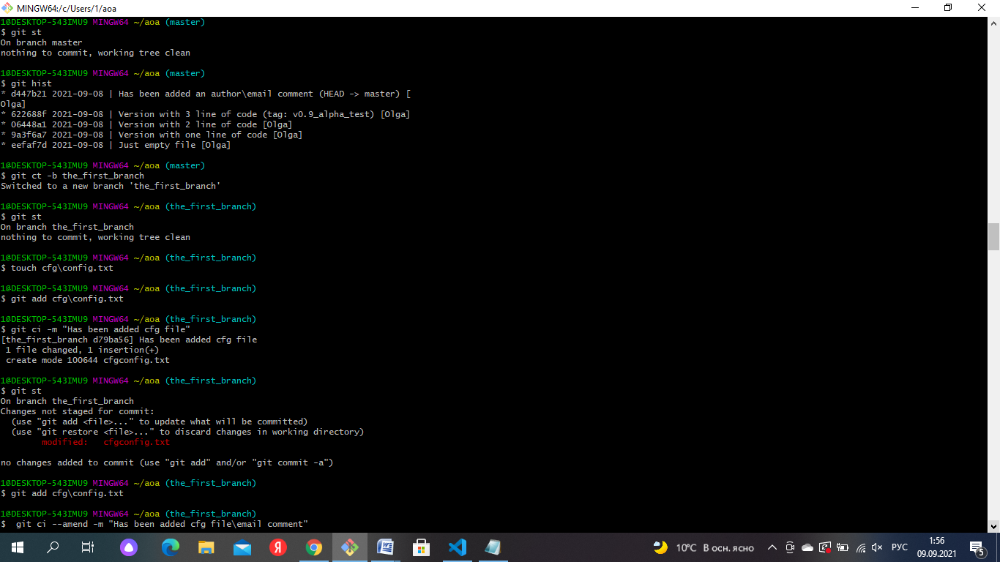 MINGW64:/c/Users/1/aoa
1@DESKTOP-543IMU9 MINGW64 ~/aoa (master)
$ git st
On branch master
nothing to commit, working tree clean
1@DESKTOP-543IMU9 MINGW64 ~/aoa (master)
$ git hist
* d447b21 2021-09-08 | Has been added an author\email comment (HEAD -> master) [
Olga]
* 622688f 2021-09-08 | Version with 3 line of code (tag: v0.9_alpha_test) [Olga]
* 06448a1 2021-09-08 | Version with 2 line of code [Olga]
* 9a3f6a7 2021-09-08 | Version with one line of code [Olga]
* eefaf7d 2021-09-08 | Just empty file [Olga]
1@DESKTOP-543IMU9 MINGW64 ~/aoa (master)
$ git ct -b the_first_branch
Switched to a new branch 'the_first_branch'
1@DESKTOP-543IMU9 MINGW64 ~/aoa (the_first_branch)
$ git st
On branch the_first_branch
nothing to commit, working tree clean
1@DESKTOP-543IMU9 MINGW64 ~/aoa (the_first_branch)
$ touch cfg\config.txt
1@DESKTOP-543IMU9 MINGW64 ~/aoa (the_first_branch)
$ git add cfg\config.txt
1@DESKTOP-543IMU9 MINGW64 ~/aoa (the_first_branch)
$ git ci -m "Has been added cfg file"
[the_first_branch d79ba56] Has been added cfg file
1 file changed, 1 insertion(+)
create mode 100644 cfgconfig.txt
1@DESKTOP-543IMU9 MINGW64 ~/aoa (the_first_branch)
$ git st
On branch the_first_branch
Changes not staged for commit:
(use "git add <file>..." to update what will be committed)
(use "git restore <file>..." to discard changes in working directory)
modified:   cfgconfig.txt
no changes added to commit (use "git add" and/or "git commit -a")
1@DESKTOP-543IMU9 MINGW64 ~/aoa (the_first_branch)
$ git add cfg\config.txt
1@DESKTOP-543IMU9 MINGW64 ~/aoa (the_first_branch)
$  git ci --amend -m "Has been added cfg file\email comment"
Я
10°C В осн. ясно
РУС
1:56
09.09.2021
5